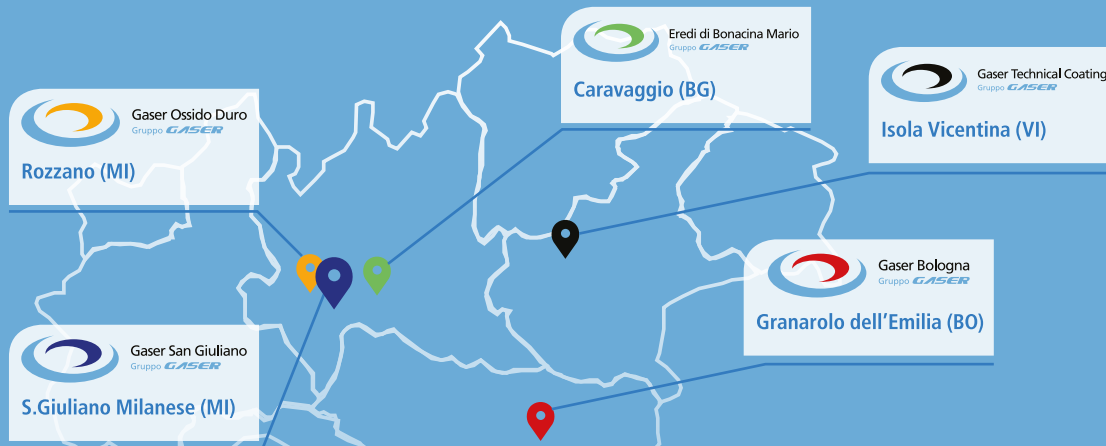 Eredi di Bonacina Mario
Gruppo GASER
Caravaggio (BG)
Gaser Technical Coating
Gruppo GASER
Isola Vicentina (VI)
Gaser Ossido Duro
Gruppo GASER
Rozzano (MI)
Gaser Bologna
Gruppo GASER
Granarolo dell'Emilia (BO)
Gaser San Giuliano
Gruppo GASER
S.Giuliano Milanese (MI)